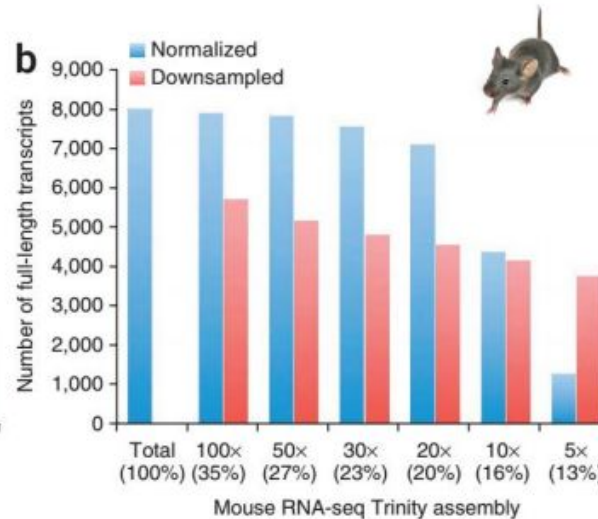 b
Normalized
Downsampled
Number of full-length transcripts
9,000
8,000
7,000
6,000
5,000
4,000
3,000
2,000
1,000
0
Total 100× 50× 30× 20× 10× 5×
(100%) (35%) (27%) (23%) (20%) (16%) (13%)
Mouse RNA-seq Trinity assembly